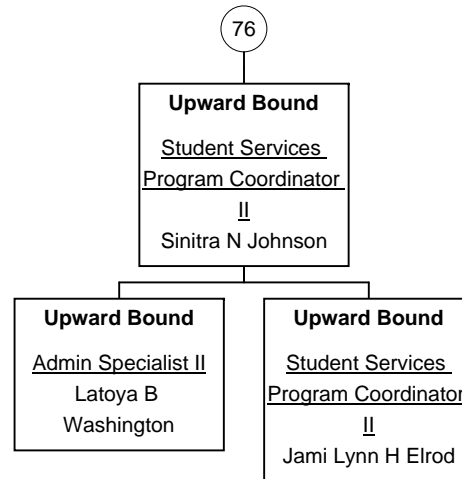 76
Upward Bound
Student Services
Program Coordinator
II
Sinitra N Johnson
Upward Bound
Admin Specialist II
Latoya B
Washington
Upward Bound
Student Services
Program Coordinator
II
Jami Lynn H Elrod